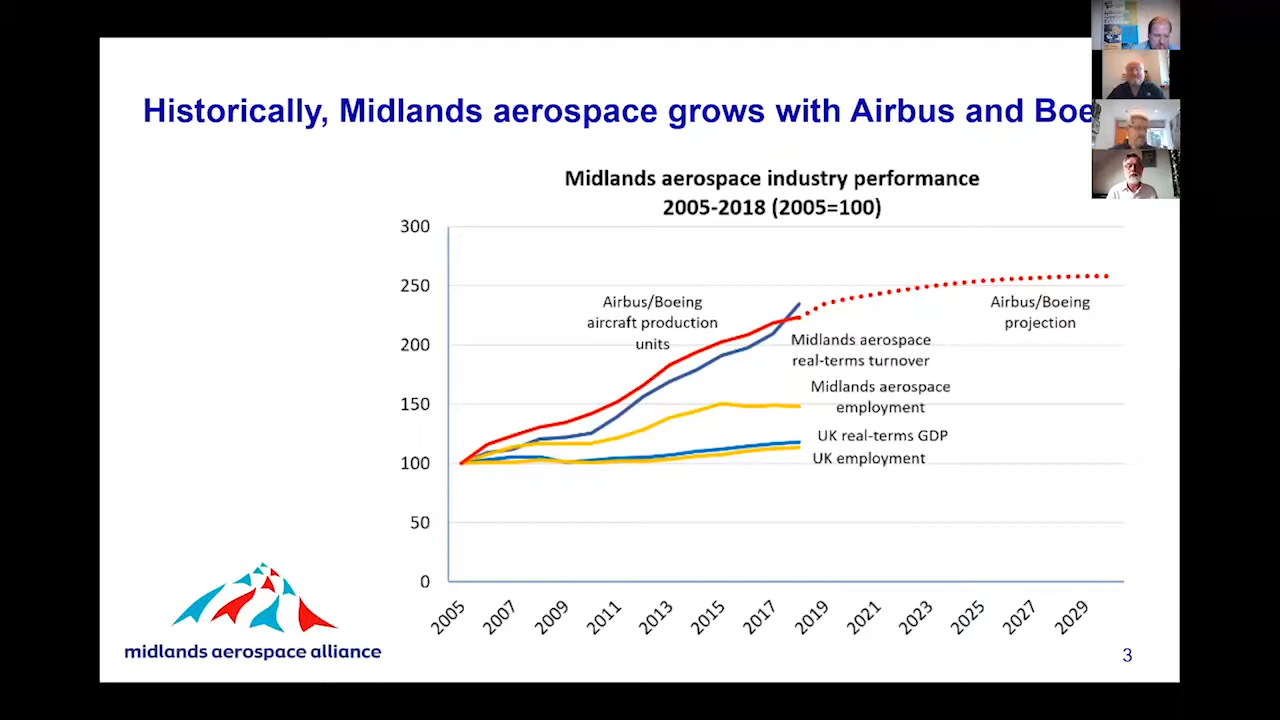 Historically, Midlands aerospace grows with Airbus and Boe
Midlands aerospace industry performance
2005-2018 (2005=100)
300
250
200
150
100
50
0
Airbus/Boeing
aircraft production
units
Airbus/Boeing
projection
Midlands aerospace
real-terms turnover
Midlands aerospace
employment
UK real-terms GDP
UK employment
2005
2007
2009
2011
2013
2015
2017
2019
2021
2023
2025
2027
2029
midlands aerospace alliance
3